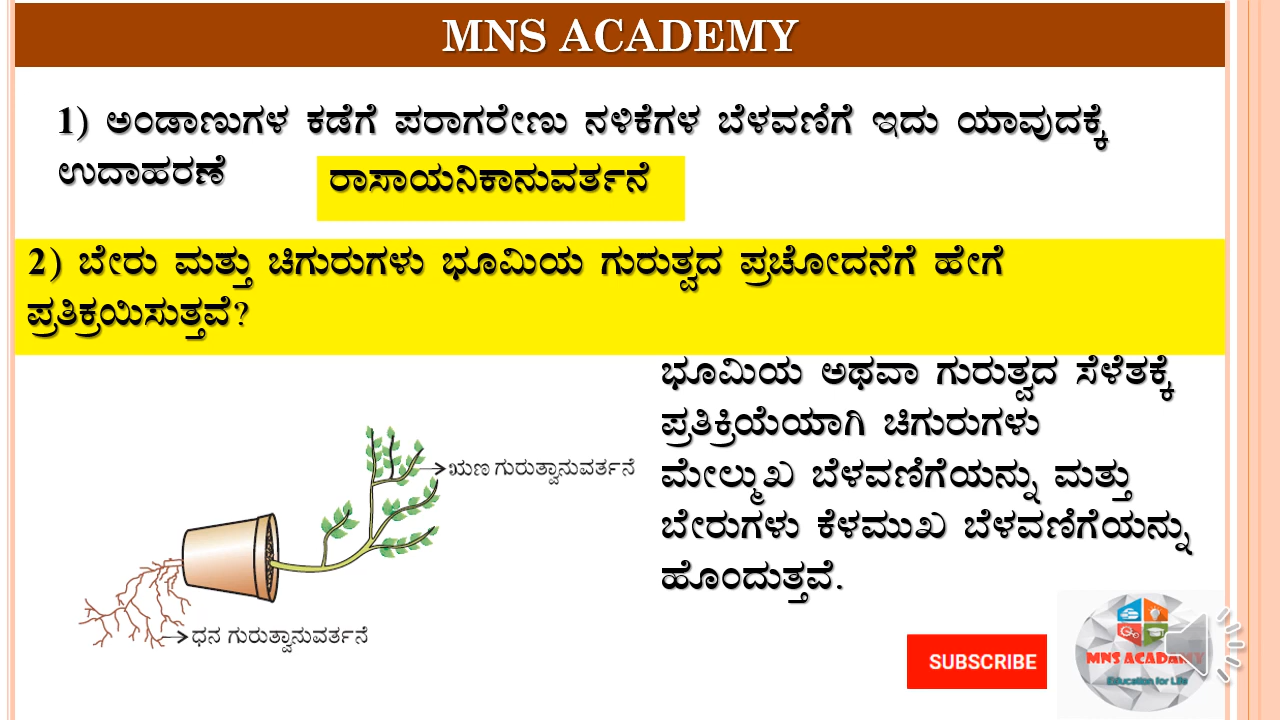 MNS ACADEMY
1) ಅಂಡಾಣುಗಳ ಕಡೆಗೆ ಪರಾಗರೇಣು ನಳಿಕೆಗಳ ಬೆಳವಣಿಗೆ ಇದು ಯಾವುದಕ್ಕೆ
ಉದಾಹರಣೆ
ರಾಸಾಯನಿಕಾನುವರ್ತನೆ
2) ಬೇರು ಮತ್ತು ಚಿಗುರುಗಳು ಭೂಮಿಯ ಗುರುತ್ವದ ಪ್ರಚೋದನೆಗೆ ಹೇಗೆ
ಪ್ರತಿಕ್ರಯಿಸುತ್ತವೆ?
ಭೂಮಿಯ ಅಥವಾ ಗುರುತ್ವದ ಸೆಳೆತಕ್ಕೆ
ಪ್ರತಿಕ್ರಿಯೆಯಾಗಿ ಚಿಗುರುಗಳು
ಮೇಲ್ಮುಖ ಬೆಳವಣಿಗೆಯನ್ನು ಮತ್ತು
ಬೇರುಗಳು ಕೆಳಮುಖ ಬೆಳವಣಿಗೆಯನ್ನು
ಹೊಂದುತ್ತವೆ.
ಋಣ ಗುರುತ್ವಾನುವರ್ತನೆ
ಧನ ಗುರುತ್ವಾನುವರ್ತನೆ
SUBSCRIBE
MNS ACADEMY
Education for Life